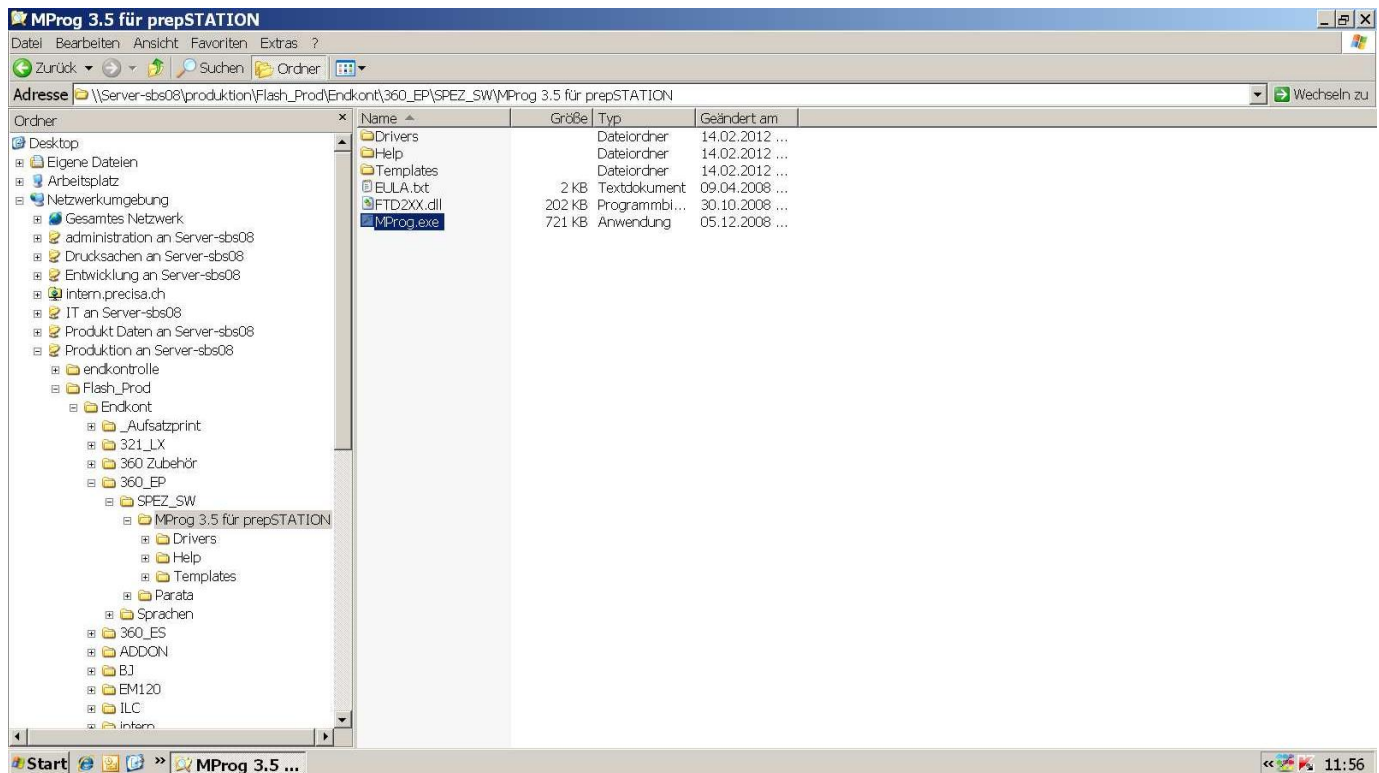 MProg 3.5 für prepSTATION
Datei Bearbeiten Ansicht Favoriten Extras ?
Zurück Suchen Ordner
Adresse \\Server-sbs08\produktion\Flash_Prod\Endkont\360_EP\SPEZ_SW\MProg 3.5 für prepSTATION Wechseln zu
Ordner
Desktop
Eigene Dateien
Arbeitsplatz
Netzwerkumgebung
Gesamtes Netzwerk
administration an Server-sbs08
Drucksachen an Server-sbs08
Entwicklung an Server-sbs08
intern.precisa.ch
IT an Server-sbs08
Produkt Daten an Server-sbs08
Produktion an Server-sbs08
endkontrolle
Flash_Prod
Endkont
_Aufsatzprint
321_LX
360 Zubehör
360_EP
SPEZ_SW
MProg 3.5 für prepSTATION
Drivers
Help
Templates
Parata
Sprachen
360_ES
ADDON
BJ
EM120
ILC
intern
Name Größe Typ Geändert am
Drivers Dateiordner 14.02.2012 ...
Help Dateiordner 14.02.2012 ...
Templates Dateiordner 14.02.2012 ...
EULA.txt 2 KB Textdokument 09.04.2008 ...
FTD2XX.dll 202 KB Programmbi... 30.10.2008 ...
MProg.exe 721 KB Anwendung 05.12.2008 ...
Start » MProg 3.5 ... « 11:56